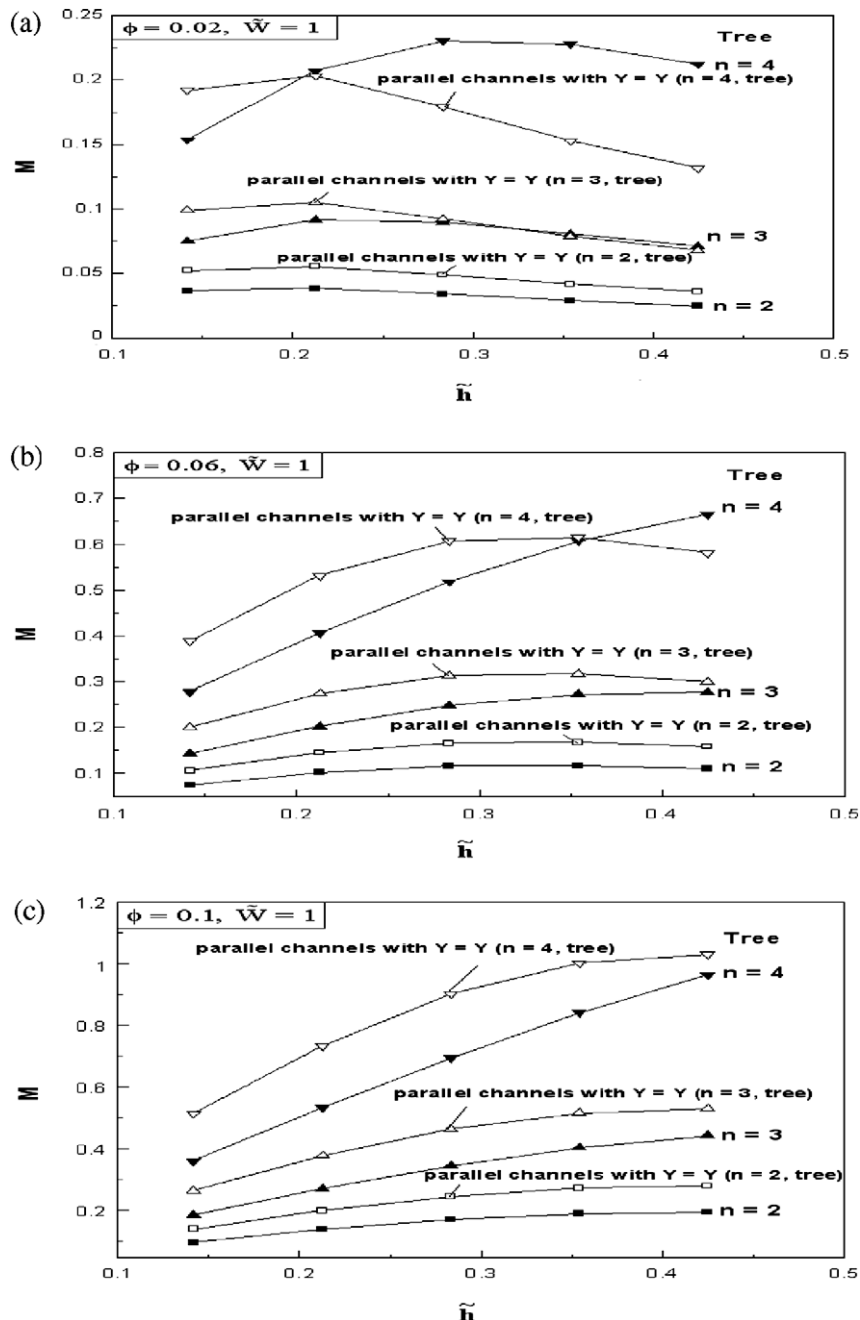 (a)
ϕ = 0.02, W̃ = 1
Tree
n = 4
parallel channels with Y = Y (n = 4, tree)
parallel channels with Y = Y (n = 3, tree)
n = 3
parallel channels with Y = Y (n = 2, tree)
n = 2
M
0.25
0.2
0.15
0.1
0.05
0
0.1 0.2 0.3 0.4 0.5
h̃
(b)
ϕ = 0.06, W̃ = 1
Tree
n = 4
parallel channels with Y = Y (n = 4, tree)
parallel channels with Y = Y (n = 3, tree)
n = 3
parallel channels with Y = Y (n = 2, tree)
n = 2
M
0.8
0.7
0.6
0.5
0.4
0.3
0.2
0.1
0.1 0.2 0.3 0.4 0.5
h̃
(c)
ϕ = 0.1, W̃ = 1
Tree
parallel channels with Y = Y (n = 4, tree)
n = 4
parallel channels with Y = Y (n = 3, tree)
n = 3
parallel channels with Y = Y (n = 2, tree)
n = 2
M
1.2
1
0.8
0.6
0.4
0.2
0.1 0.2 0.3 0.4 0.5
h̃